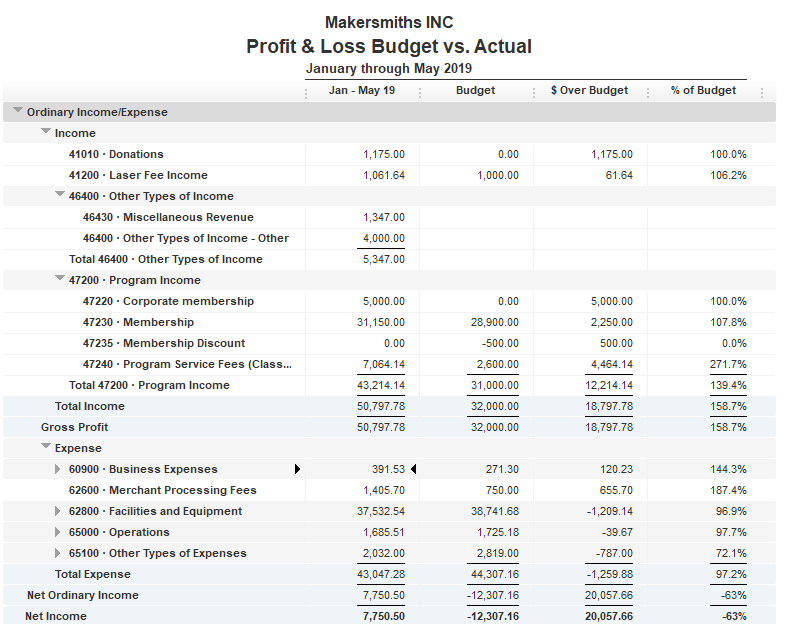 Makersmiths INC
Profit & Loss Budget vs. Actual
January through May 2019
Jan - May 19 Budget $ Over Budget % of Budget
Ordinary Income/Expense
Income
41010 · Donations 1,175.00 0.00 1,175.00 100.0%
41200 · Laser Fee Income 1,061.64 1,000.00 61.64 106.2%
46400 · Other Types of Income
46430 · Miscellaneous Revenue 1,347.00
46400 · Other Types of Income - Other 4,000.00
Total 46400 · Other Types of Income 5,347.00
47200 · Program Income
47220 · Corporate membership 5,000.00 0.00 5,000.00 100.0%
47230 · Membership 31,150.00 28,900.00 2,250.00 107.8%
47235 · Membership Discount 0.00 -500.00 500.00 0.0%
47240 · Program Service Fees (Class... 7,064.14 2,600.00 4,464.14 271.7%
Total 47200 · Program Income 43,214.14 31,000.00 12,214.14 139.4%
Total Income 50,797.78 32,000.00 18,797.78 158.7%
Gross Profit 50,797.78 32,000.00 18,797.78 158.7%
Expense
60900 · Business Expenses 391.53 271.30 120.23 144.3%
62600 · Merchant Processing Fees 1,405.70 750.00 655.70 187.4%
62800 · Facilities and Equipment 37,532.54 38,741.68 -1,209.14 96.9%
65000 · Operations 1,685.51 1,725.18 -39.67 97.7%
65100 · Other Types of Expenses 2,032.00 2,819.00 -787.00 72.1%
Total Expense 43,047.28 44,307.16 -1,259.88 97.2%
Net Ordinary Income 7,750.50 -12,307.16 20,057.66 -63%
Net Income 7,750.50 -12,307.16 20,057.66 -63%